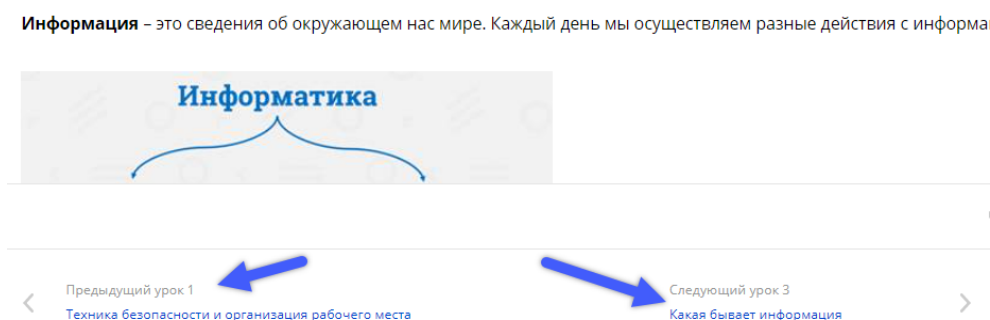 Информация – это сведения об окружающем нас мире. Каждый день мы осуществляем разные действия с
Информатика
Предыдущий урок 1
Следующий урок 3
Техника безопасности и организация рабочего места
Какая бывает информация